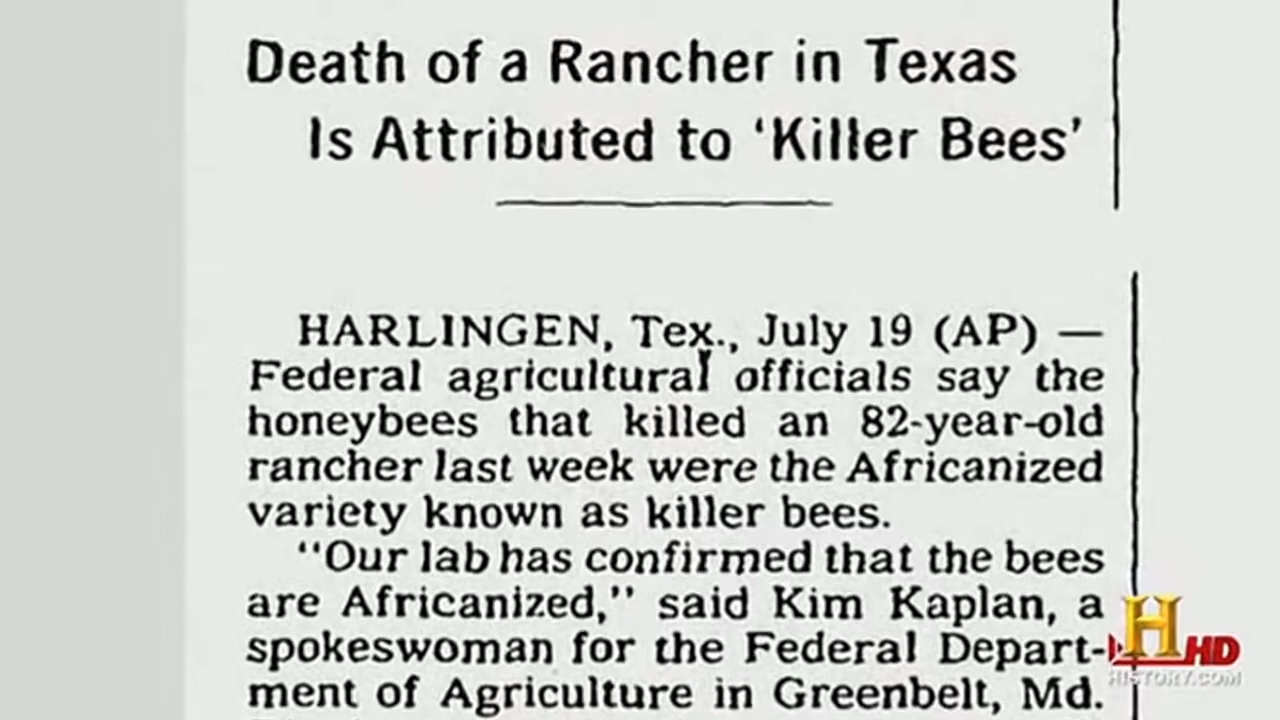 Death of a Rancher in Texas
Is Attributed to ‘Killer Bees’
HARLINGEN, Tex., July 19 (AP) —
Federal agricultural officials say the
honeybees that killed an 82-year-old
rancher last week were the Africanized
variety known as killer bees.
“Our lab has confirmed that the bees
are Africanized,” said Kim Kaplan, a
spokeswoman for the Federal Depart-
ment of Agriculture in Greenbelt, Md.
H HD
HISTORY.COM